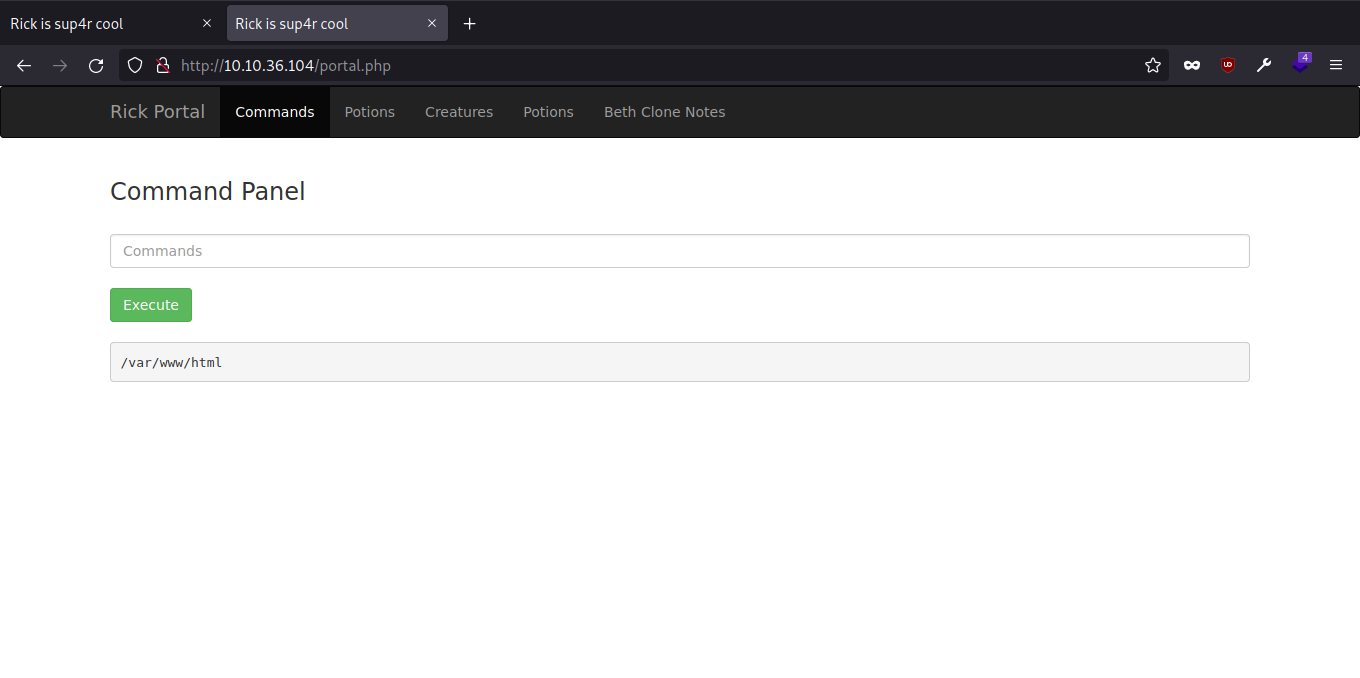 Rick is sup4r cool Rick is sup4r cool
http://10.10.36.104/portal.php 4
Rick Portal Commands Potions Creatures Potions Beth Clone Notes
Command Panel
Commands
Execute
/var/www/html